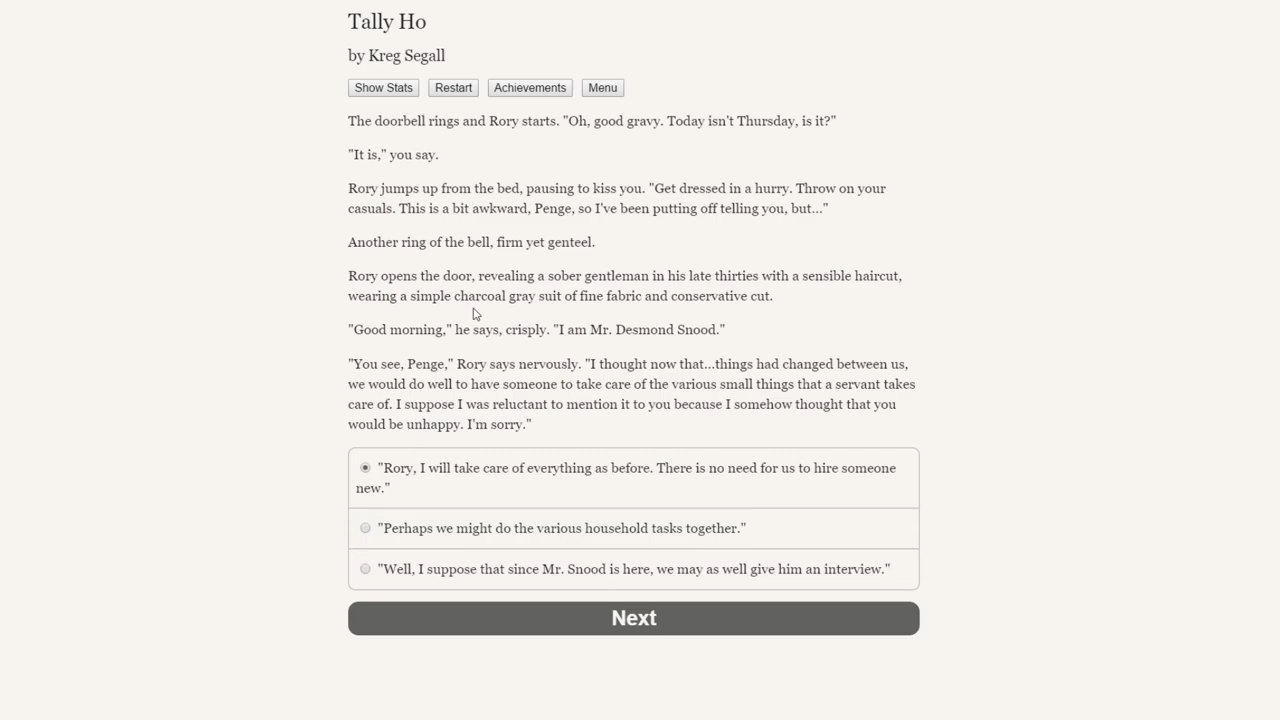 Tally Ho
by Kreg Segall
Show Stats Restart Achievements Menu
The doorbell rings and Rory starts. "Oh, good gravy. Today isn't Thursday, is it?"
"It is," you say.
Rory jumps up from the bed, pausing to kiss you. "Get dressed in a hurry. Throw on your
casuals. This is a bit awkward, Penge, so I've been putting off telling you, but…"
Another ring of the bell, firm yet genteel.
Rory opens the door, revealing a sober gentleman in his late thirties with a sensible haircut,
wearing a simple charcoal gray suit of fine fabric and conservative cut.
"Good morning," he says, crisply. "I am Mr. Desmond Snood."
"You see, Penge," Rory says nervously. "I thought now that…things had changed between us,
we would do well to have someone to take care of the various small things that a servant takes
care of. I suppose I was reluctant to mention it to you because I somehow thought that you
would be unhappy. I'm sorry."
"Rory, I will take care of everything as before. There is no need for us to hire someone
new."
"Perhaps we might do the various household tasks together."
"Well, I suppose that since Mr. Snood is here, we may as well give him an interview."
Next